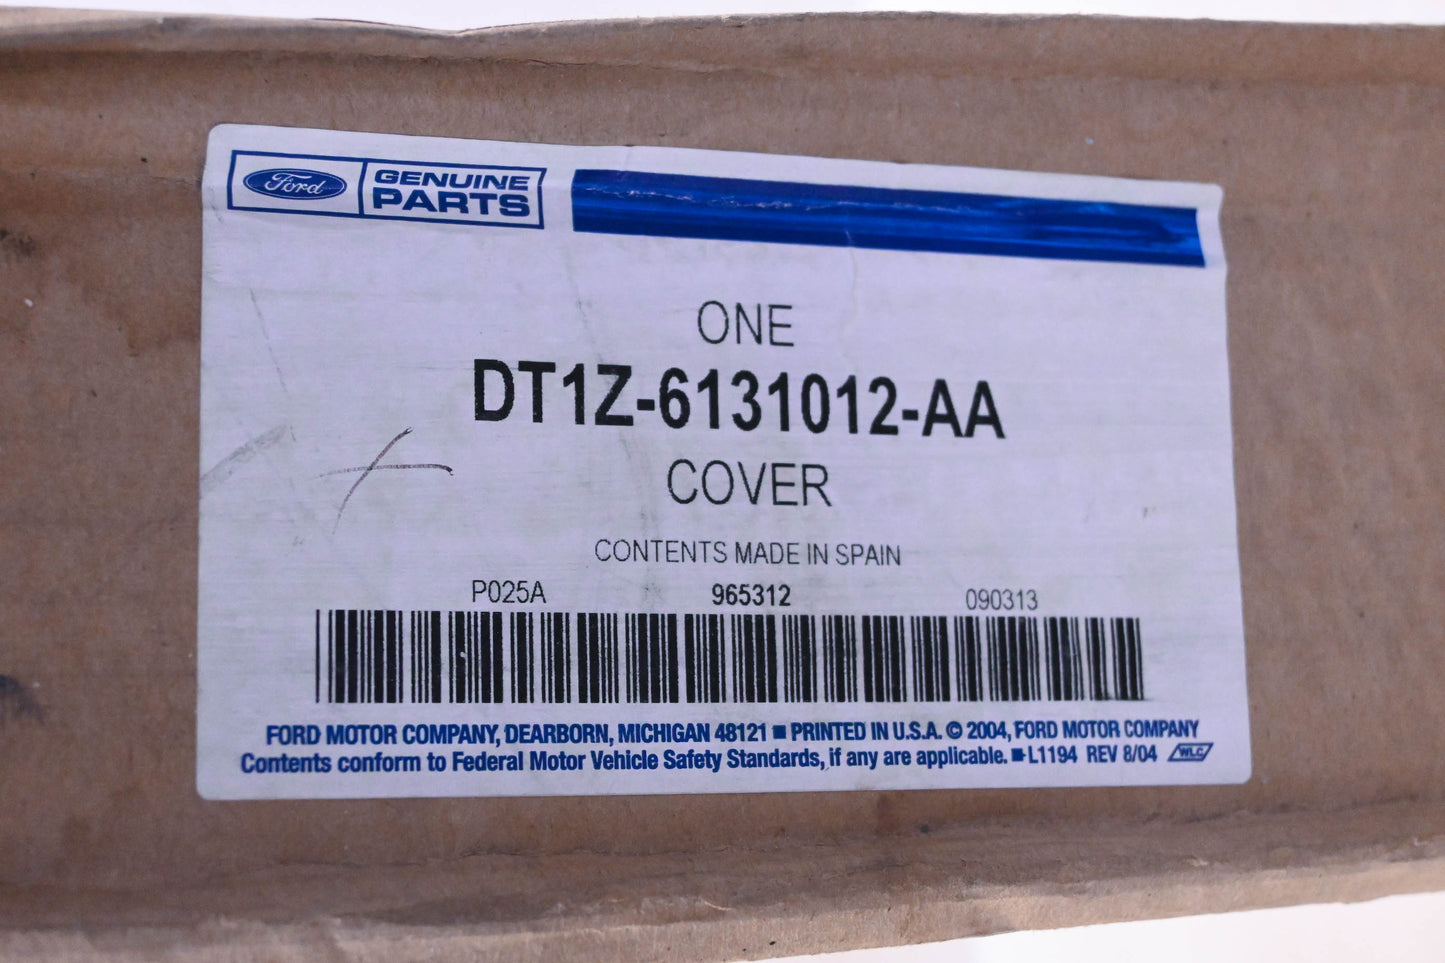 Ford GENUINE PARTS
ONE
DT1Z-6131012-AA
COVER
CONTENTS MADE IN SPAIN
P025A 965312 090313
FORD MOTOR COMPANY, DEARBORN, MICHIGAN 48121 ■ PRINTED IN U.S.A. © 2004, FORD MOTOR COMPANY
Contents conform to Federal Motor Vehicle Safety Standards, if any are applicable. ■ L1194 REV 8/04 WLC